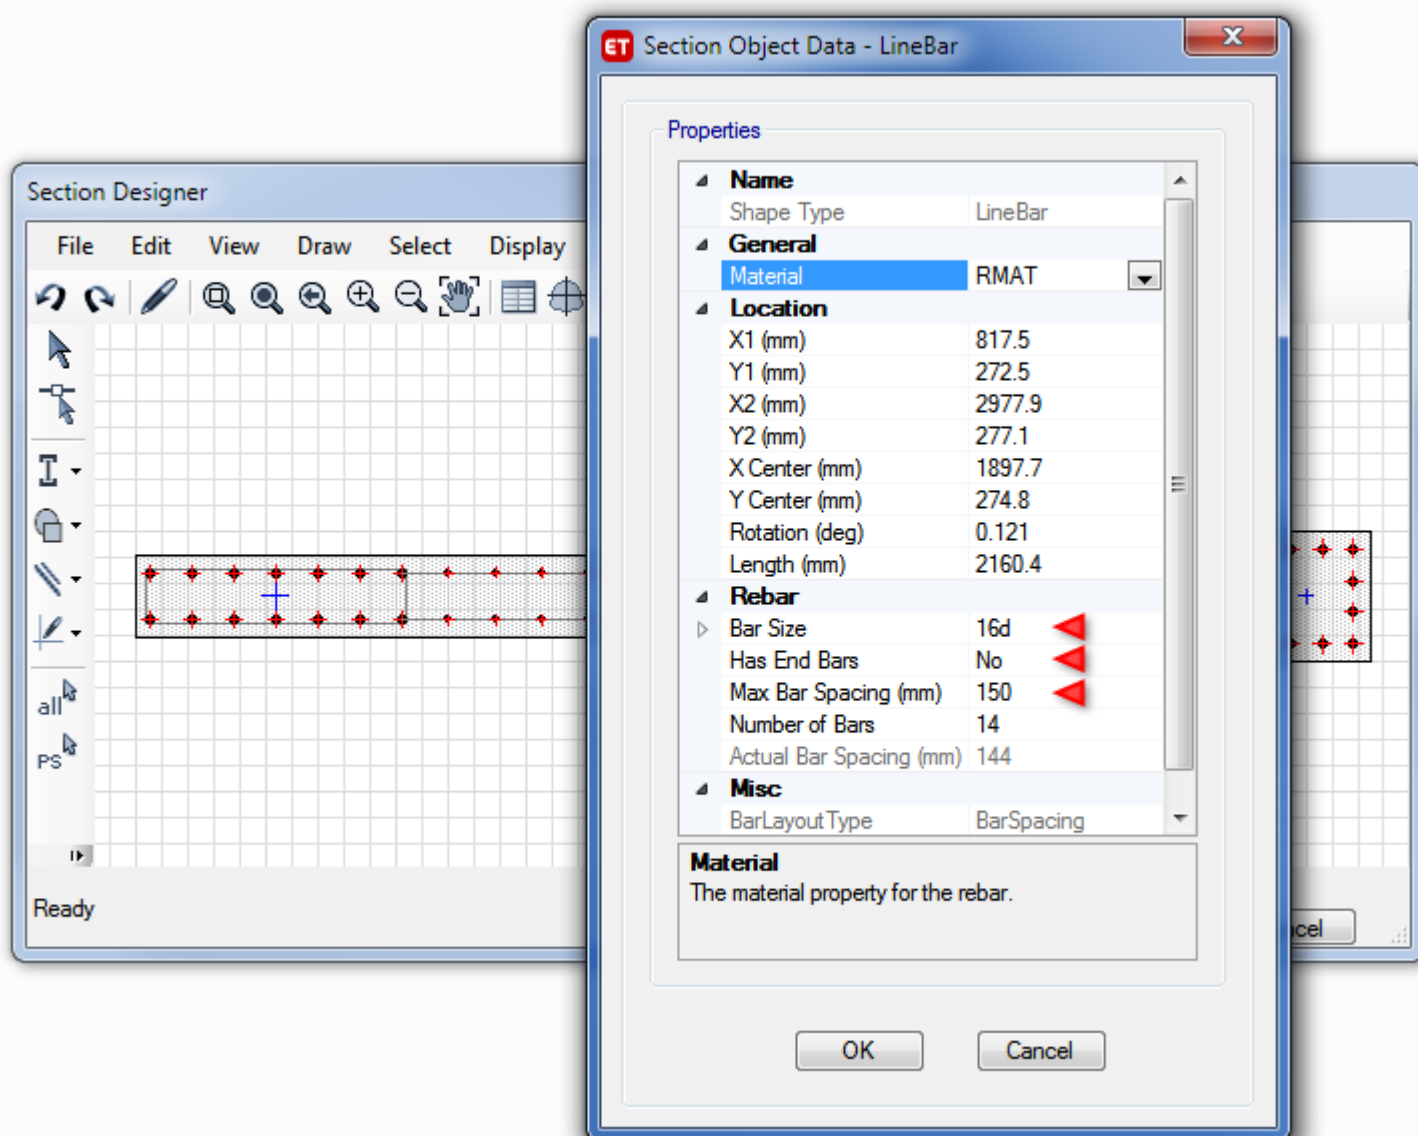 ET Section Object Data - LineBar
X
Properties
Name
Shape Type LineBar
General
Material RMAT
Location
X1 (mm) 817.5
Y1 (mm) 272.5
X2 (mm) 2977.9
Y2 (mm) 277.1
X Center (mm) 1897.7
Y Center (mm) 274.8
Rotation (deg) 0.121
Length (mm) 2160.4
Rebar
Bar Size 16d
Has End Bars No
Max Bar Spacing (mm) 150
Number of Bars 14
Actual Bar Spacing (mm) 144
Misc
BarLayoutType BarSpacing
Material
The material property for the rebar.
OK Cancel
Section Designer
File Edit View Draw Select Display
all
PS
Ready
ncel